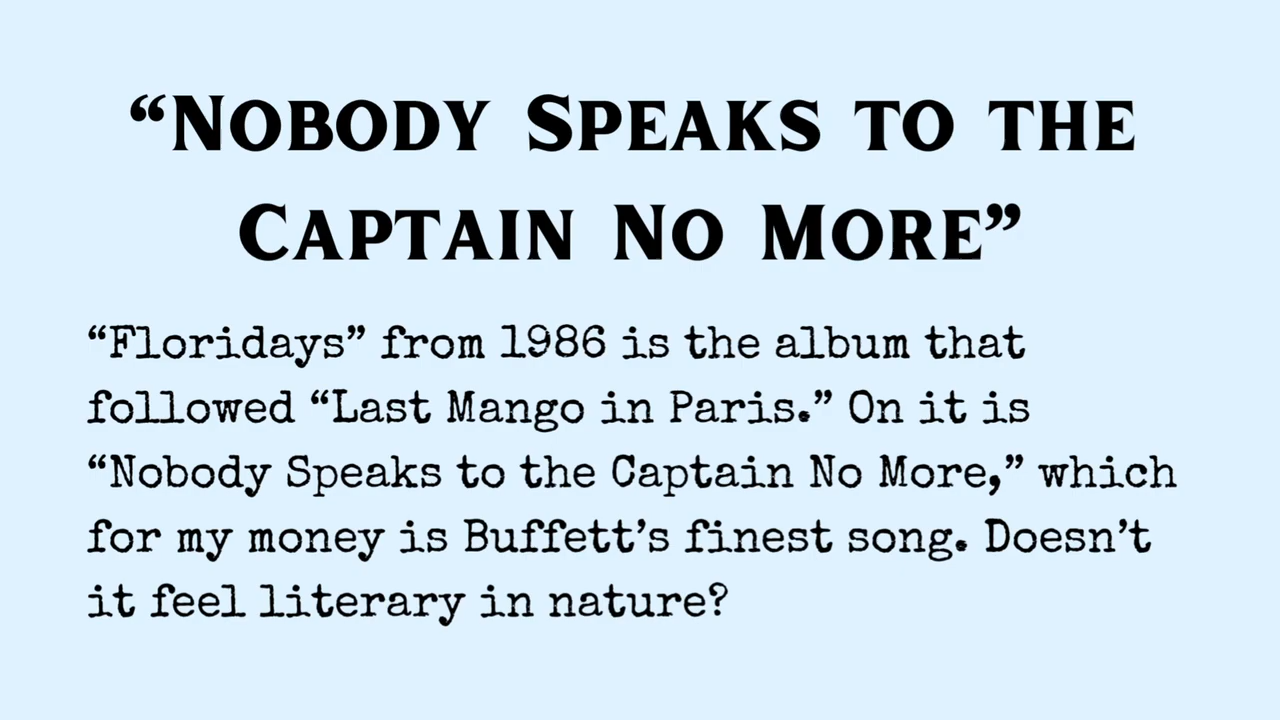 “Nobody Speaks to the
Captain No More”
“Floridays” from 1986 is the album that
followed “Last Mango in Paris.” On it is
“Nobody Speaks to the Captain No More,” which
for my money is Buffett’s finest song. Doesn’t
it feel literary in nature?